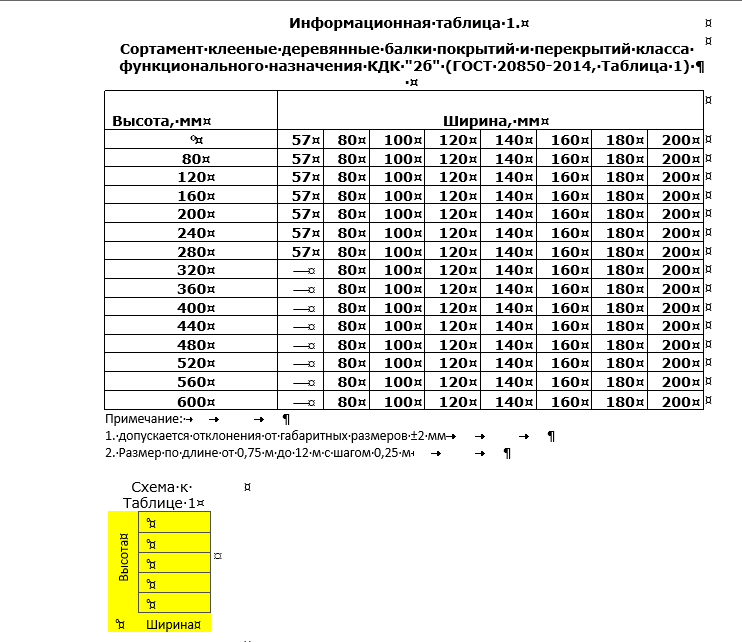 Информационная таблица 1.
Сортамент клееные деревянные балки покрытий и перекрытий класса
функционального назначения КДК "2б" (ГОСТ 20850-2014, Таблица 1)
Высота, мм Ширина, мм
57 80 100 120 140 160 180 200
80 57 80 100 120 140 160 180 200
120 57 80 100 120 140 160 180 200
160 57 80 100 120 140 160 180 200
200 57 80 100 120 140 160 180 200
240 57 80 100 120 140 160 180 200
280 57 80 100 120 140 160 180 200
320 — 80 100 120 140 160 180 200
360 — 80 100 120 140 160 180 200
400 — 80 100 120 140 160 180 200
440 — 80 100 120 140 160 180 200
480 — 80 100 120 140 160 180 200
520 — 80 100 120 140 160 180 200
560 — 80 100 120 140 160 180 200
600 — 80 100 120 140 160 180 200
Примечание:
1. допускается отклонения от габаритных размеров ±2 мм
2. Размер по длине от 0,75 м до 12 м с шагом 0,25 м
Схема к
Таблице 1
Высота
Ширина